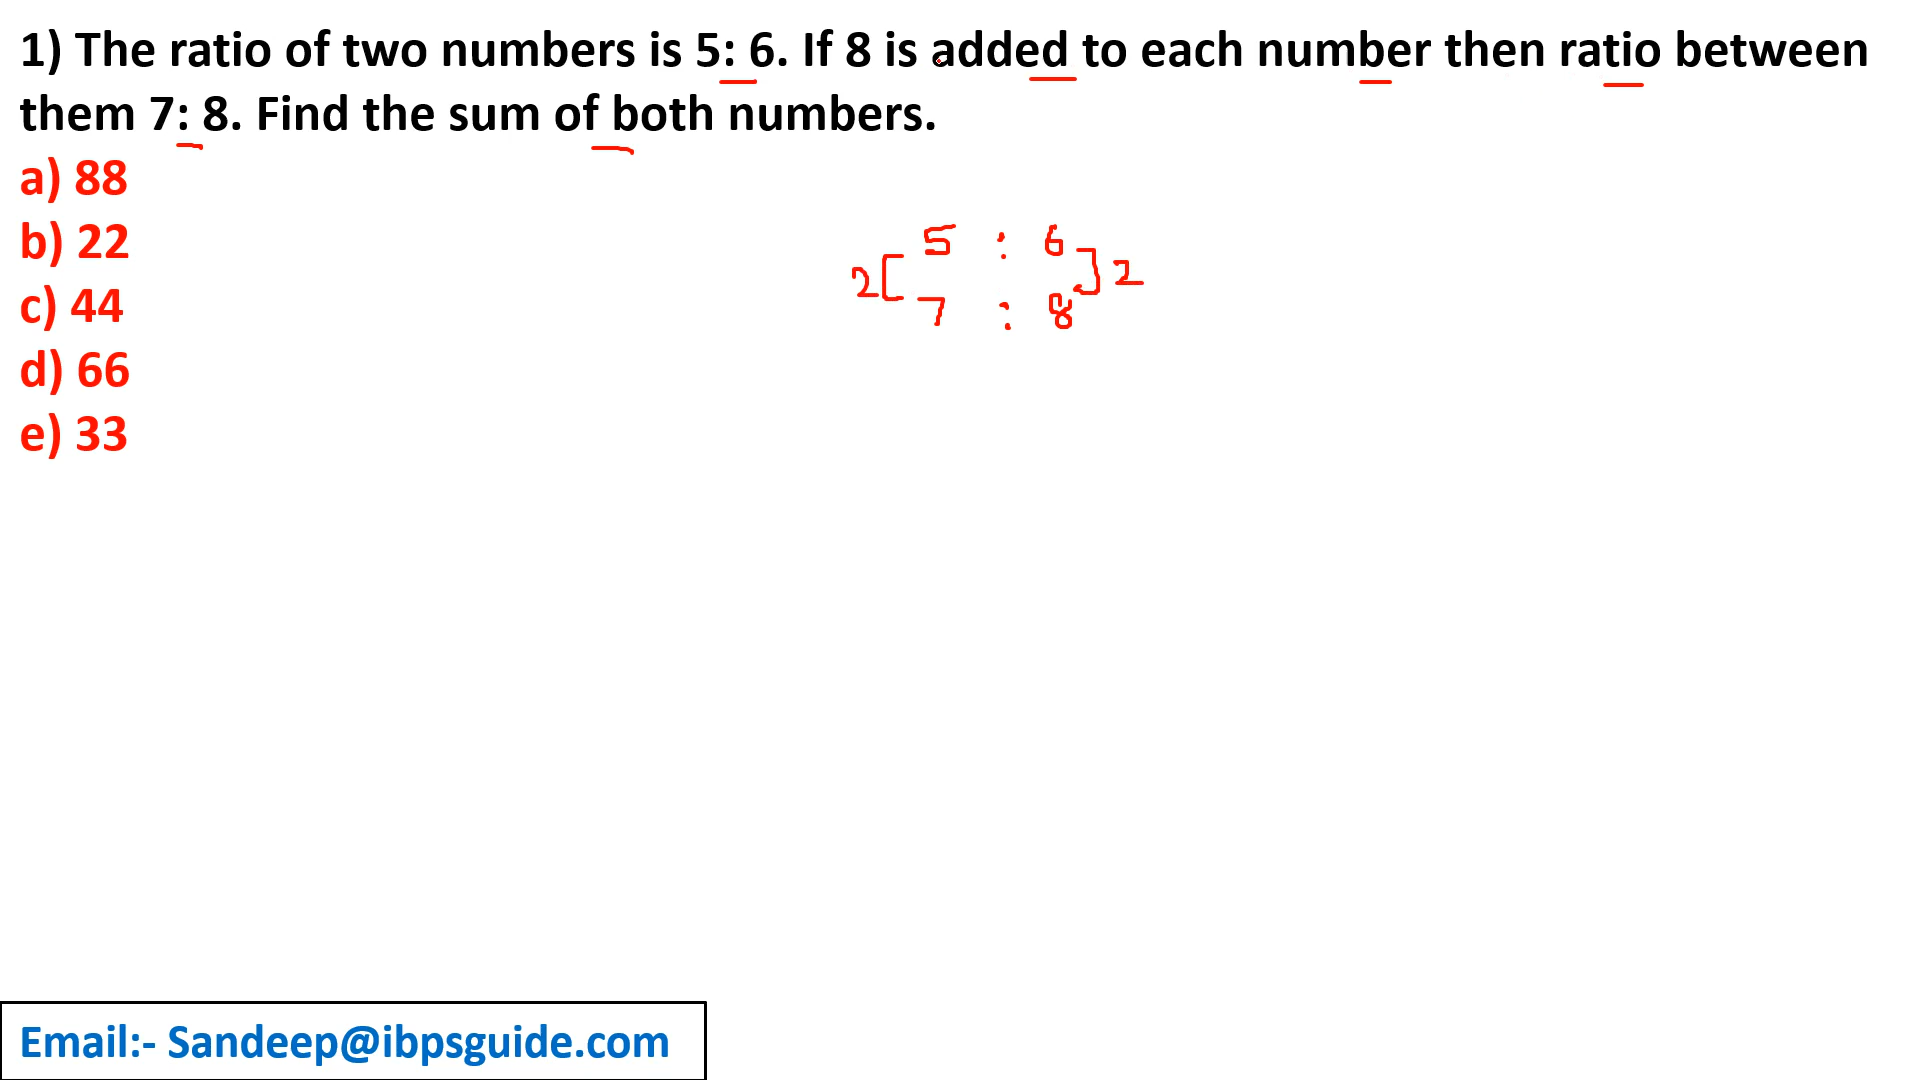 1) The ratio of two numbers is 5: 6. If 8 is added to each number then ratio between
them 7: 8. Find the sum of both numbers.
a) 88
b) 22
c) 44
d) 66
e) 33
5 : 6
2[ ]2
7 : 8
Email:- Sandeep@ibpsguide.com